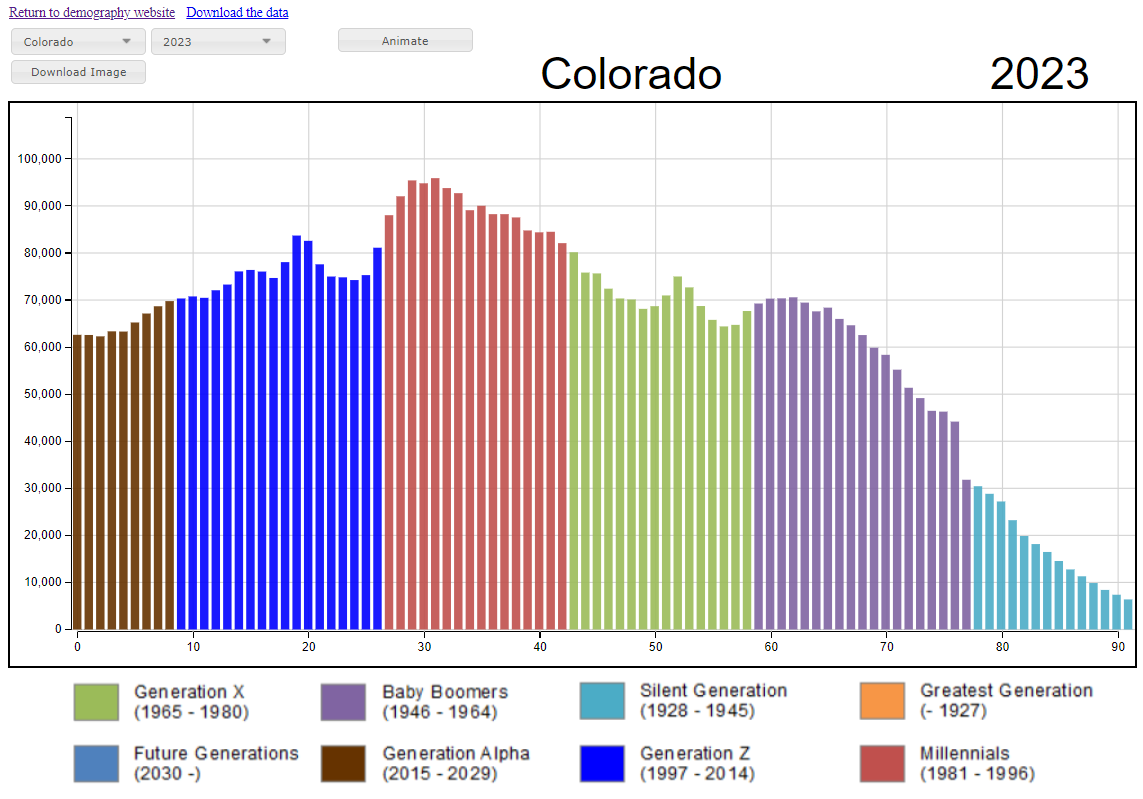 Return to demography website Download the data
Colorado 2023 Animate
Download Image
Colorado 2023
100,000
90,000
80,000
70,000
60,000
50,000
40,000
30,000
20,000
10,000
0
0 10 20 30 40 50 60 70 80 90
Generation X Baby Boomers Silent Generation Greatest Generation
(1965 - 1980) (1946 - 1964) (1928 - 1945) (- 1927)
Future Generations Generation Alpha Generation Z Millennials
(2030 -) (2015 - 2029) (1997 - 2014) (1981 - 1996)